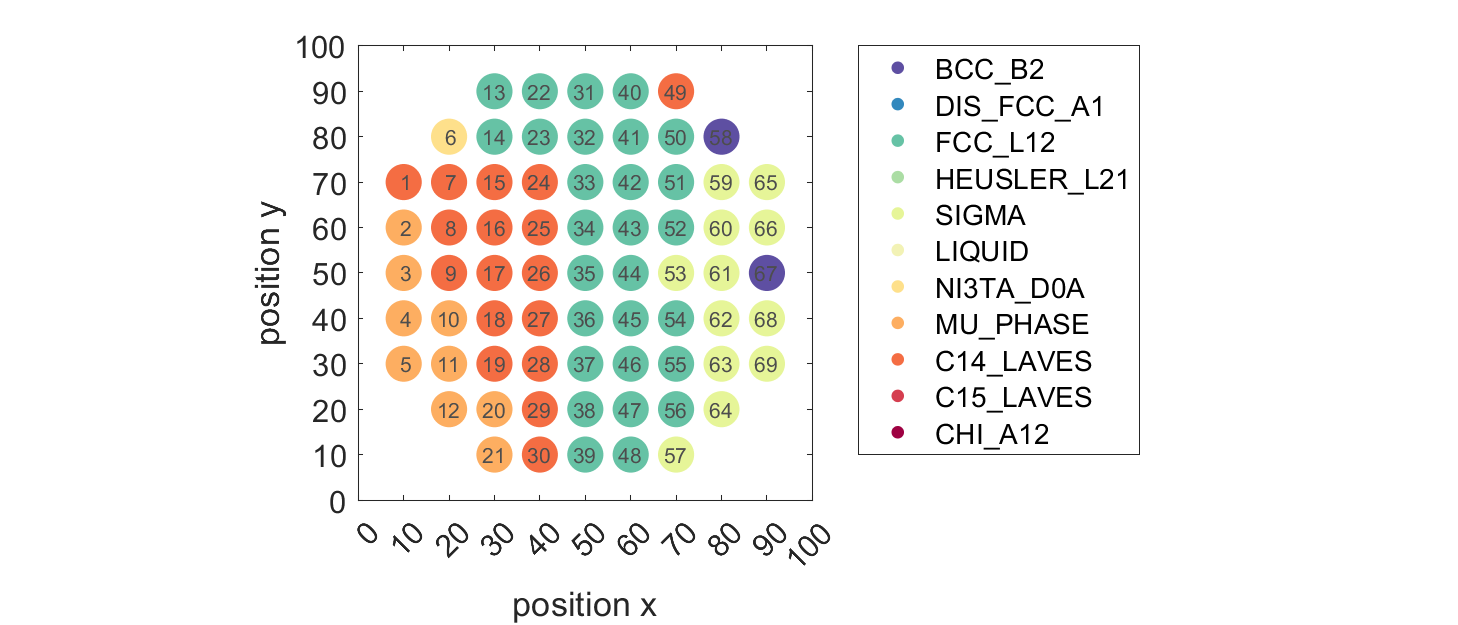 100
90
80
70
60
50
40
30
20
10
0
position y
13 22 31 40 49
6 14 23 32 41 50 58
1 7 15 24 33 42 51 59 65
2 8 16 25 34 43 52 60 66
3 9 17 26 35 44 53 61 67
4 10 18 27 36 45 54 62 68
5 11 19 28 37 46 55 63 69
12 20 29 38 47 56 64
21 30 39 48 57
0 10 20 30 40 50 60 70 80 90 100
position x
BCC_B2
DIS_FCC_A1
FCC_L12
HEUSLER_L21
SIGMA
LIQUID
NI3TA_D0A
MU_PHASE
C14_LAVES
C15_LAVES
CHI_A12